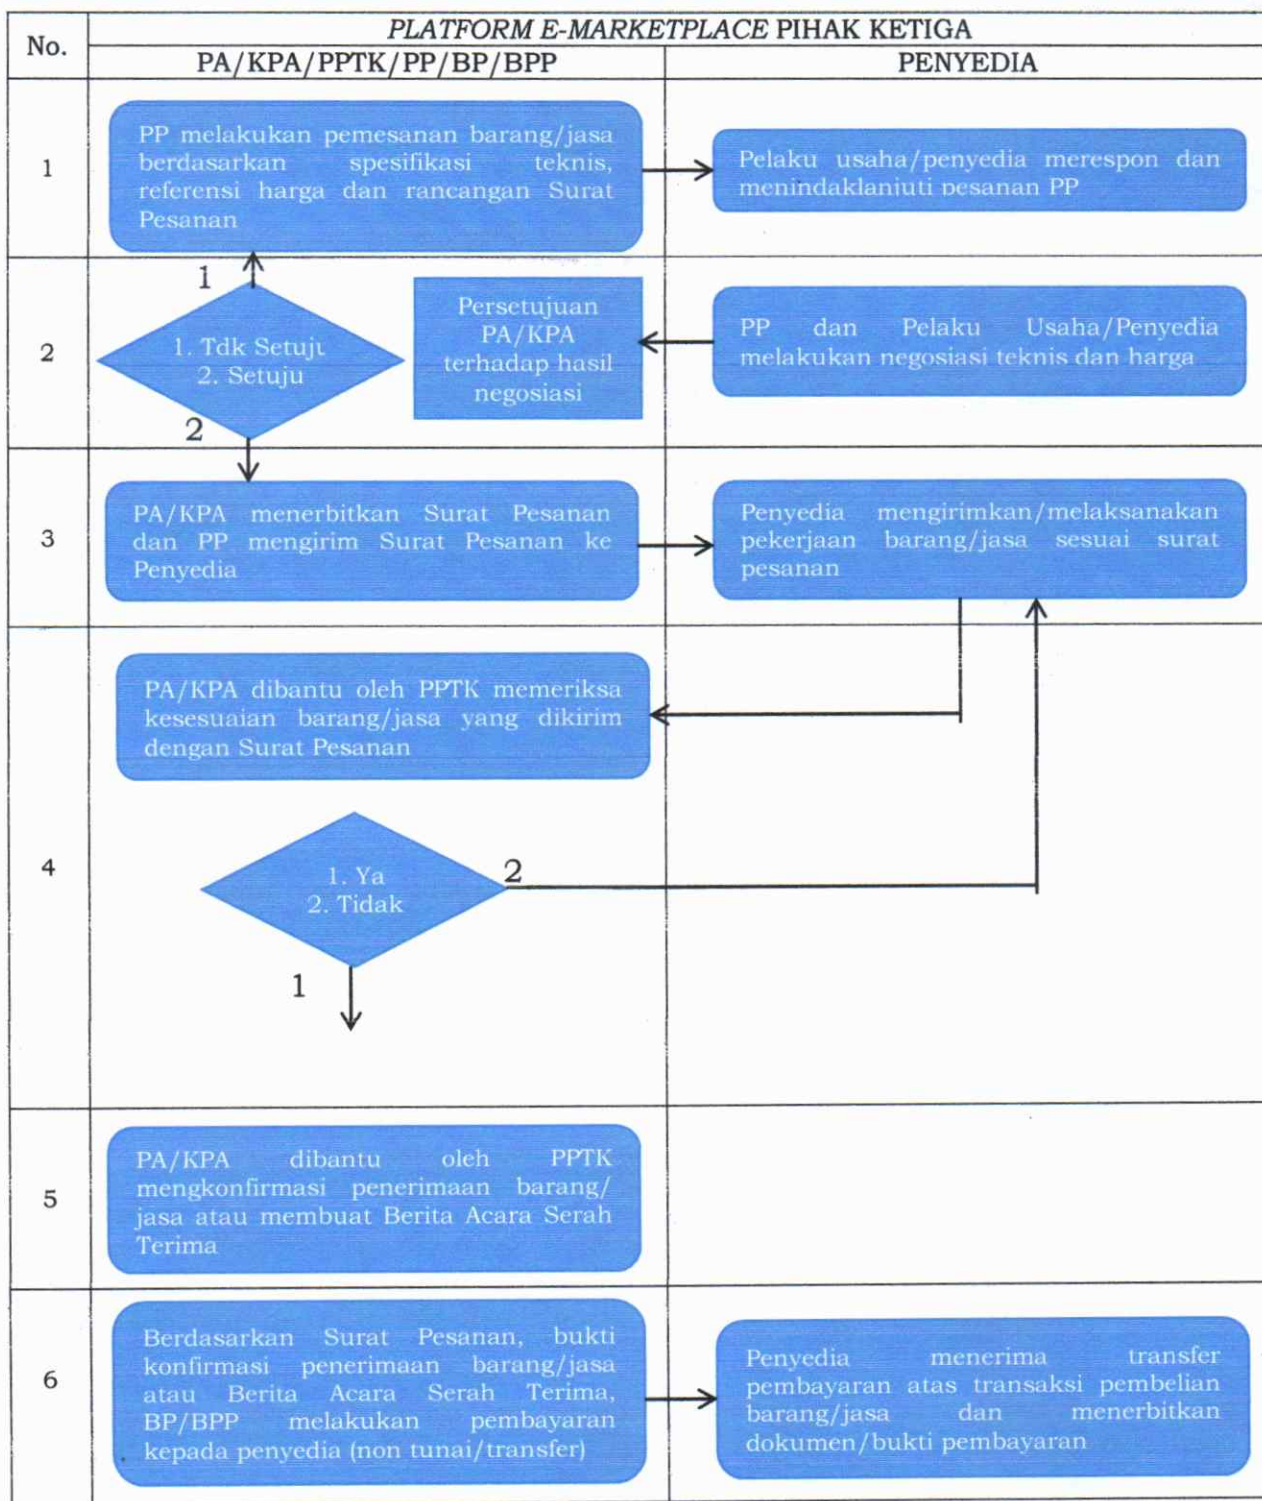 No.
PLATFORM E-MARKETPLACE PIHAK KETIGA
PA/KPA/PPTK/PP/BP/BPP
PENYEDIA
1
PP melakukan pemesanan barang/jasa
berdasarkan spesifikasi teknis,
referensi harga dan rancangan Surat
Pesanan
Pelaku usaha/penyedia merespon dan
menindaklanjuti pesanan PP
2
1
1. Tdk Setuju
2. Setuju
2
Persetujuan
PA/KPA
terhadap hasil
negosiasi
PP dan Pelaku Usaha/Penyedia
melakukan negosiasi teknis dan harga
3
PA/KPA menerbitkan Surat Pesanan
dan PP mengirim Surat Pesanan ke
Penyedia
Penyedia mengirimkan/melaksanakan
pekerjaan barang/jasa sesuai surat
pesanan
4
PA/KPA dibantu oleh PPTK memeriksa
kesesuaian barang/jasa yang dikirim
dengan Surat Pesanan
1. Ya
2. Tidak
2
1
5
PA/KPA dibantu oleh PPTK
mengkonfirmasi penerimaan barang/
jasa atau membuat Berita Acara Serah
Terima
6
Berdasarkan Surat Pesanan, bukti
konfirmasi penerimaan barang/jasa
atau Berita Acara Serah Terima,
BP/BPP melakukan pembayaran
kepada penyedia (non tunai/transfer)
Penyedia menerima transfer
pembayaran atas transaksi pembelian
barang/jasa dan menerbitkan
dokumen/bukti pembayaran